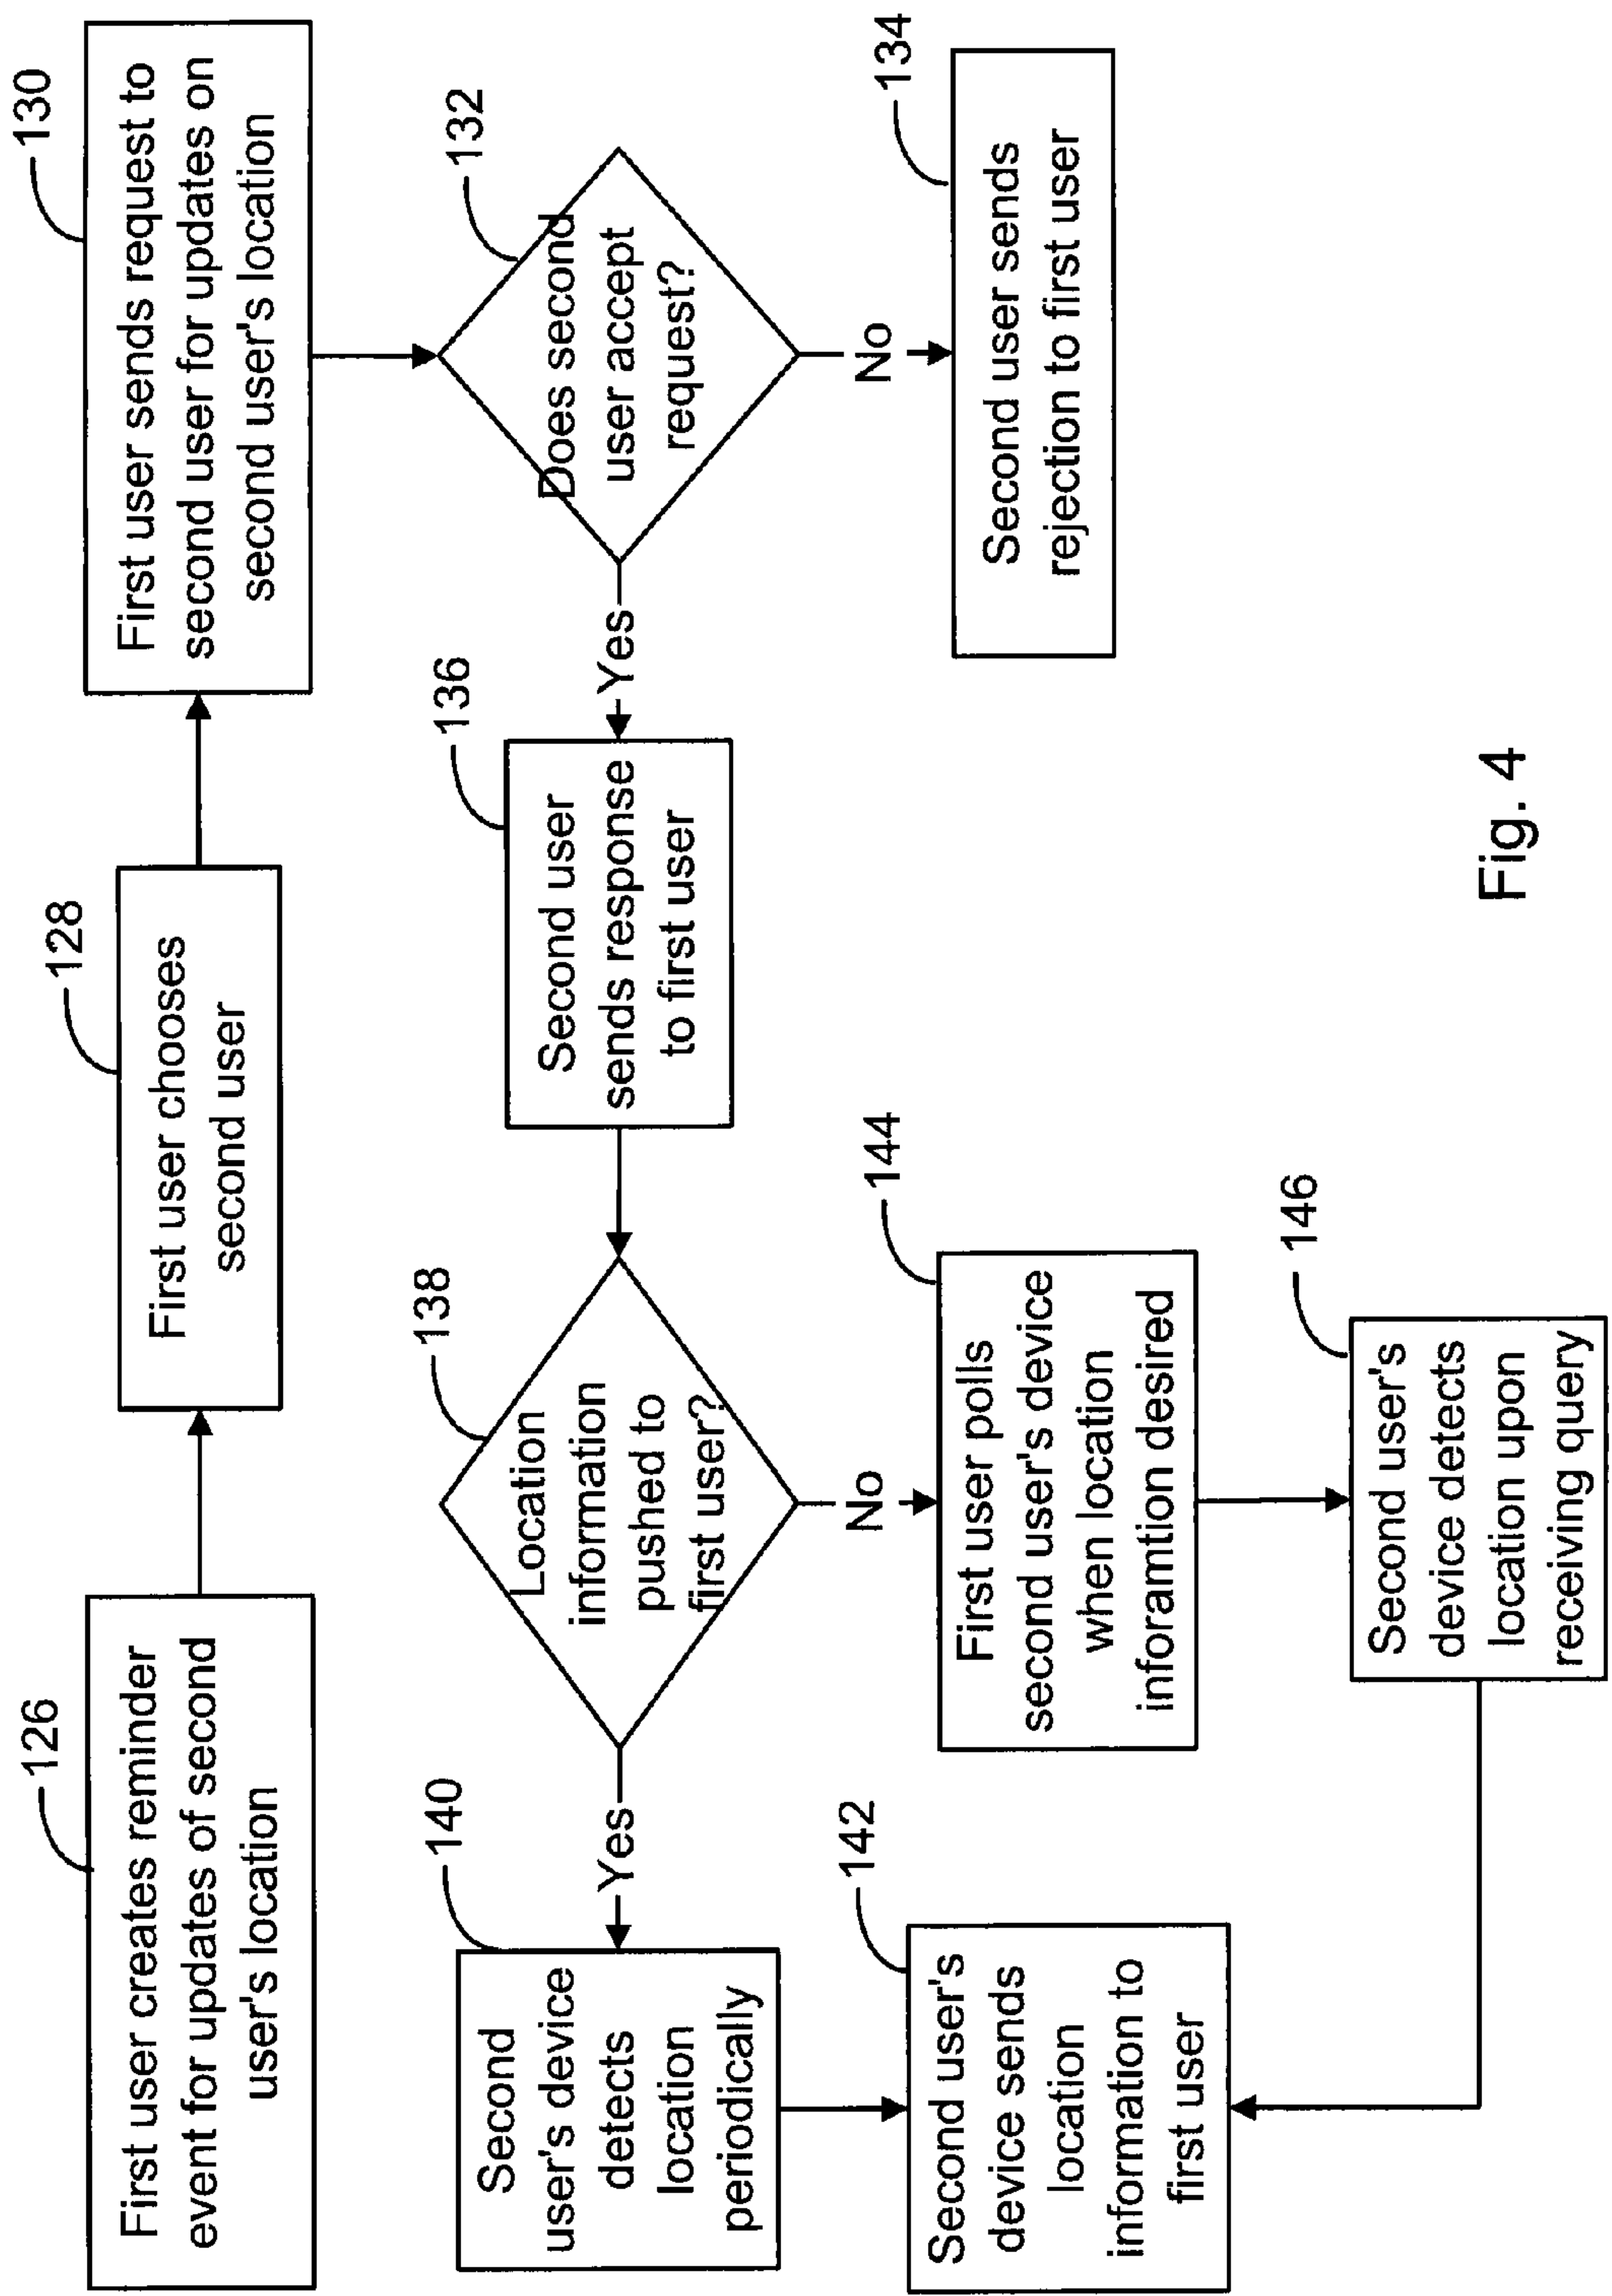 126
First user creates reminder
event for updates of second
user's location
128
First user chooses
second user
130
First user sends request to
second user for updates on
second user's location
132
Does second
user accept
request?
No
134
Second user sends
rejection to first user
Yes
136
Second user
sends response
to first user
138
Location
information
pushed to
first user?
Yes
140
Second
user's device
detects
location
periodically
142
Second user's
device sends
location
information to
first user
No
144
First user polls
second user's device
when location
inforamtion desired
146
Second user's
device detects
location upon
receiving query
Fig. 4